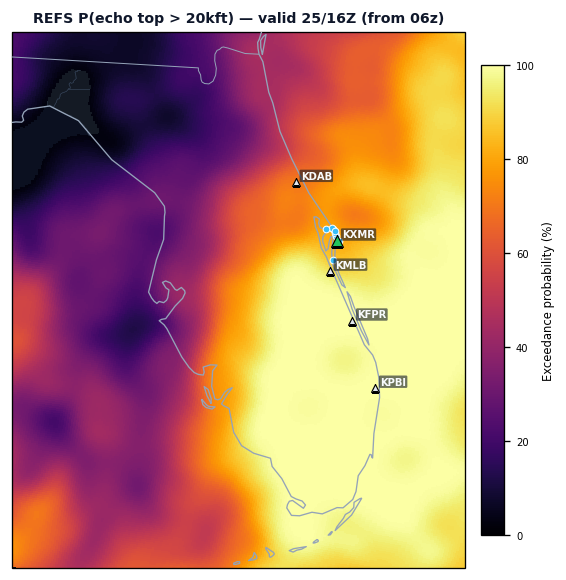 REFS P(echo top > 20kft) — valid 25/16Z (from 06z)
KDAB
KXMR
KMLB
KFPR
KPBI
100
80
60
40
20
0
Exceedance probability (%)